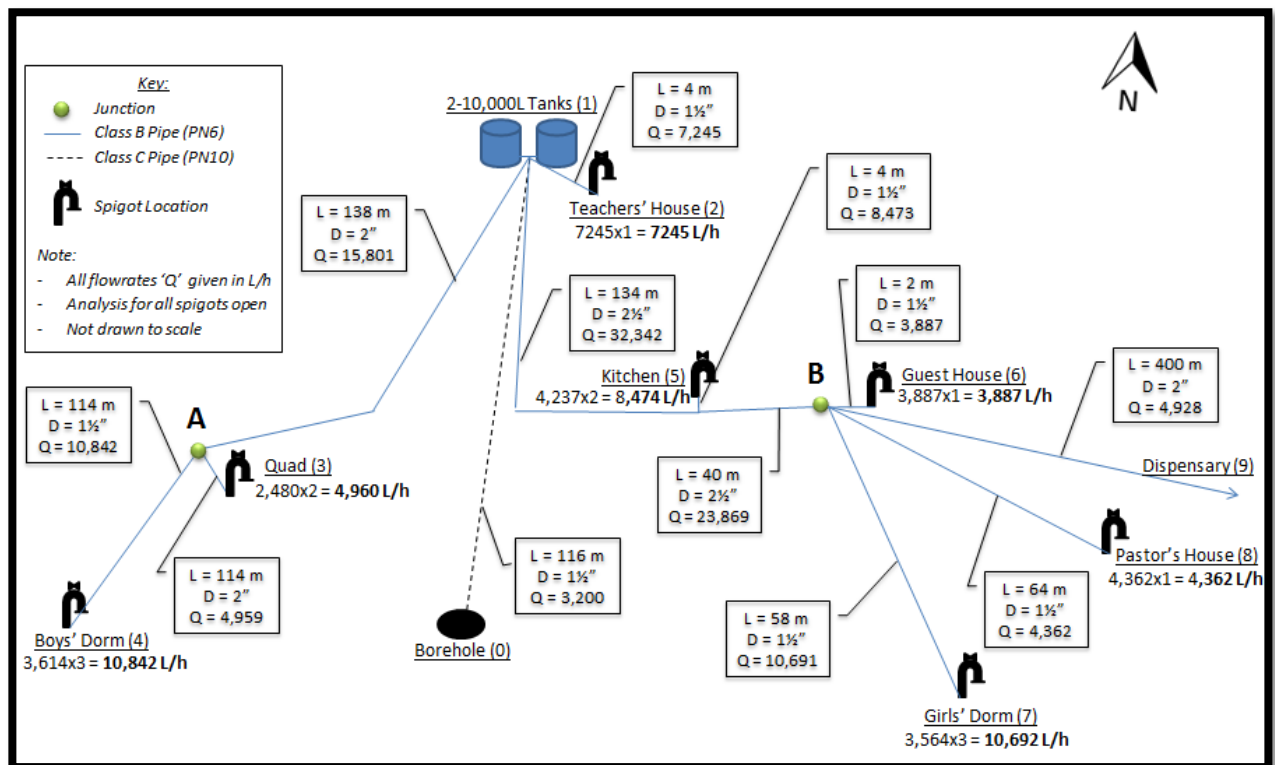 Key:
Junction
Class B Pipe (PN6)
Class C Pipe (PN10)
Spigot Location
Note:
- All flowrates ‘Q’ given in L/h
- Analysis for all spigots open
- Not drawn to scale
2-10,000L Tanks (1)
L = 4 m
D = 1½”
Q = 7,245
N
Teachers’ House (2)
7245x1 = 7245 L/h
L = 4 m
D = 1½”
Q = 8,473
L = 138 m
D = 2”
Q = 15,801
L = 134 m
D = 2½”
Q = 32,342
L = 2 m
D = 1½”
Q = 3,887
Kitchen (5)
4,237x2 = 8,474 L/h
B
Guest House (6)
3,887x1 = 3,887 L/h
L = 400 m
D = 2”
Q = 4,928
L = 114 m
D = 1½”
Q = 10,842
A
Quad (3)
2,480x2 = 4,960 L/h
L = 40 m
D = 2½”
Q = 23,869
Dispensary (9)
L = 116 m
D = 1½”
Q = 3,200
Pastor’s House (8)
4,362x1 = 4,362 L/h
L = 114 m
D = 2”
Q = 4,959
L = 58 m
D = 1½”
Q = 10,691
L = 64 m
D = 1½”
Q = 4,362
Boys’ Dorm (4)
3,614x3 = 10,842 L/h
Borehole (0)
Girls’ Dorm (7)
3,564x3 = 10,692 L/h